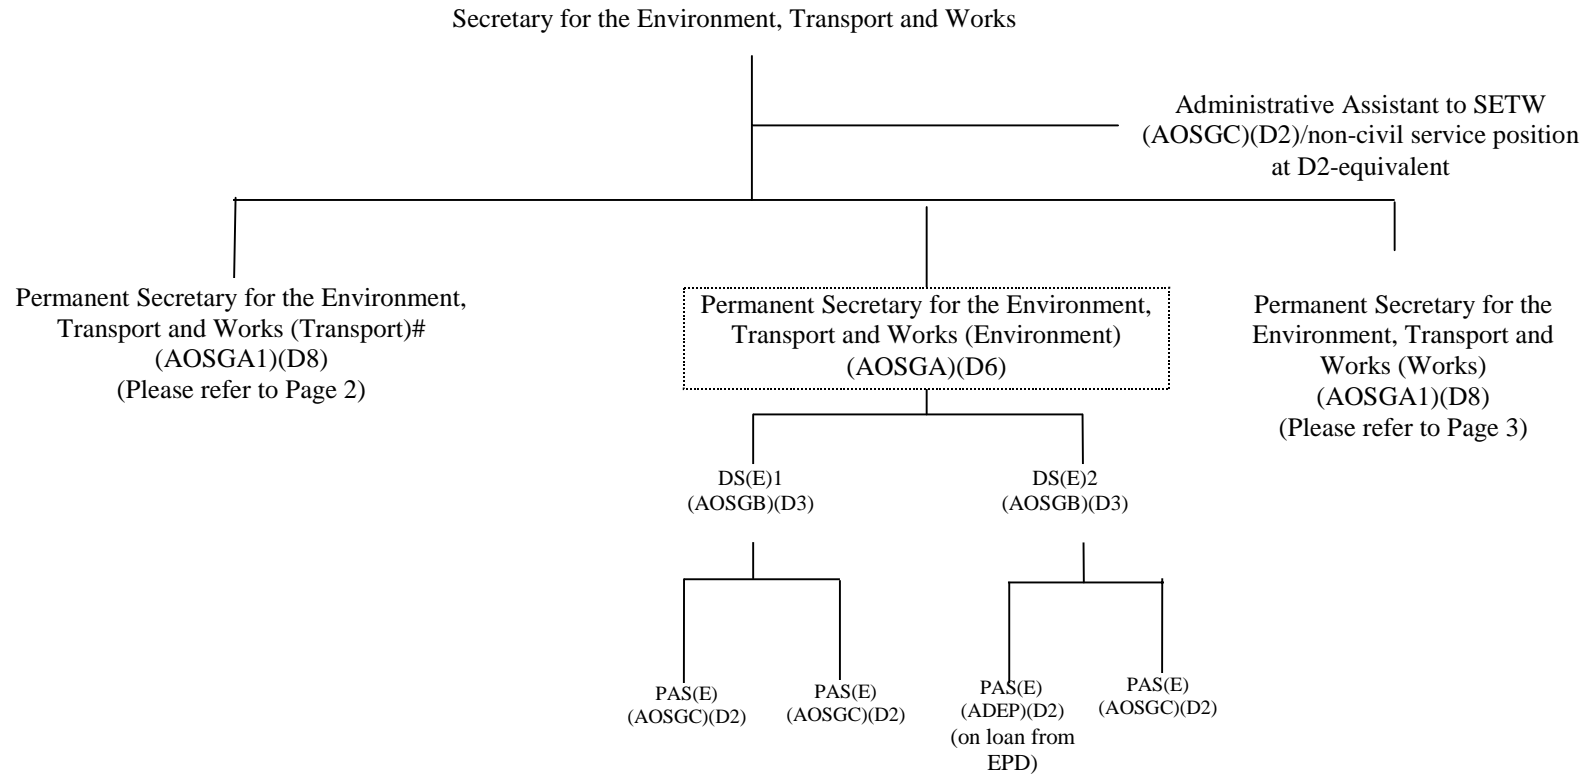 Secretary for the Environment, Transport and Works
Administrative Assistant to SETW
(AOSGC)(D2)/non-civil service position
at D2-equivalent
Permanent Secretary for the Environment,
Transport and Works (Transport)#
(AOSGA1)(D8)
(Please refer to Page 2)
Permanent Secretary for the Environment,
Transport and Works (Environment)
(AOSGA)(D6)
Permanent Secretary for the
Environment, Transport and
Works (Works)
(AOSGA1)(D8)
(Please refer to Page 3)
DS(E)1
(AOSGB)(D3)
DS(E)2
(AOSGB)(D3)
PAS(E)
(AOSGC)(D2)
PAS(E)
(AOSGC)(D2)
PAS(E)
(ADEP)(D2)
(on loan from
EPD)
PAS(E)
(AOSGC)(D2)